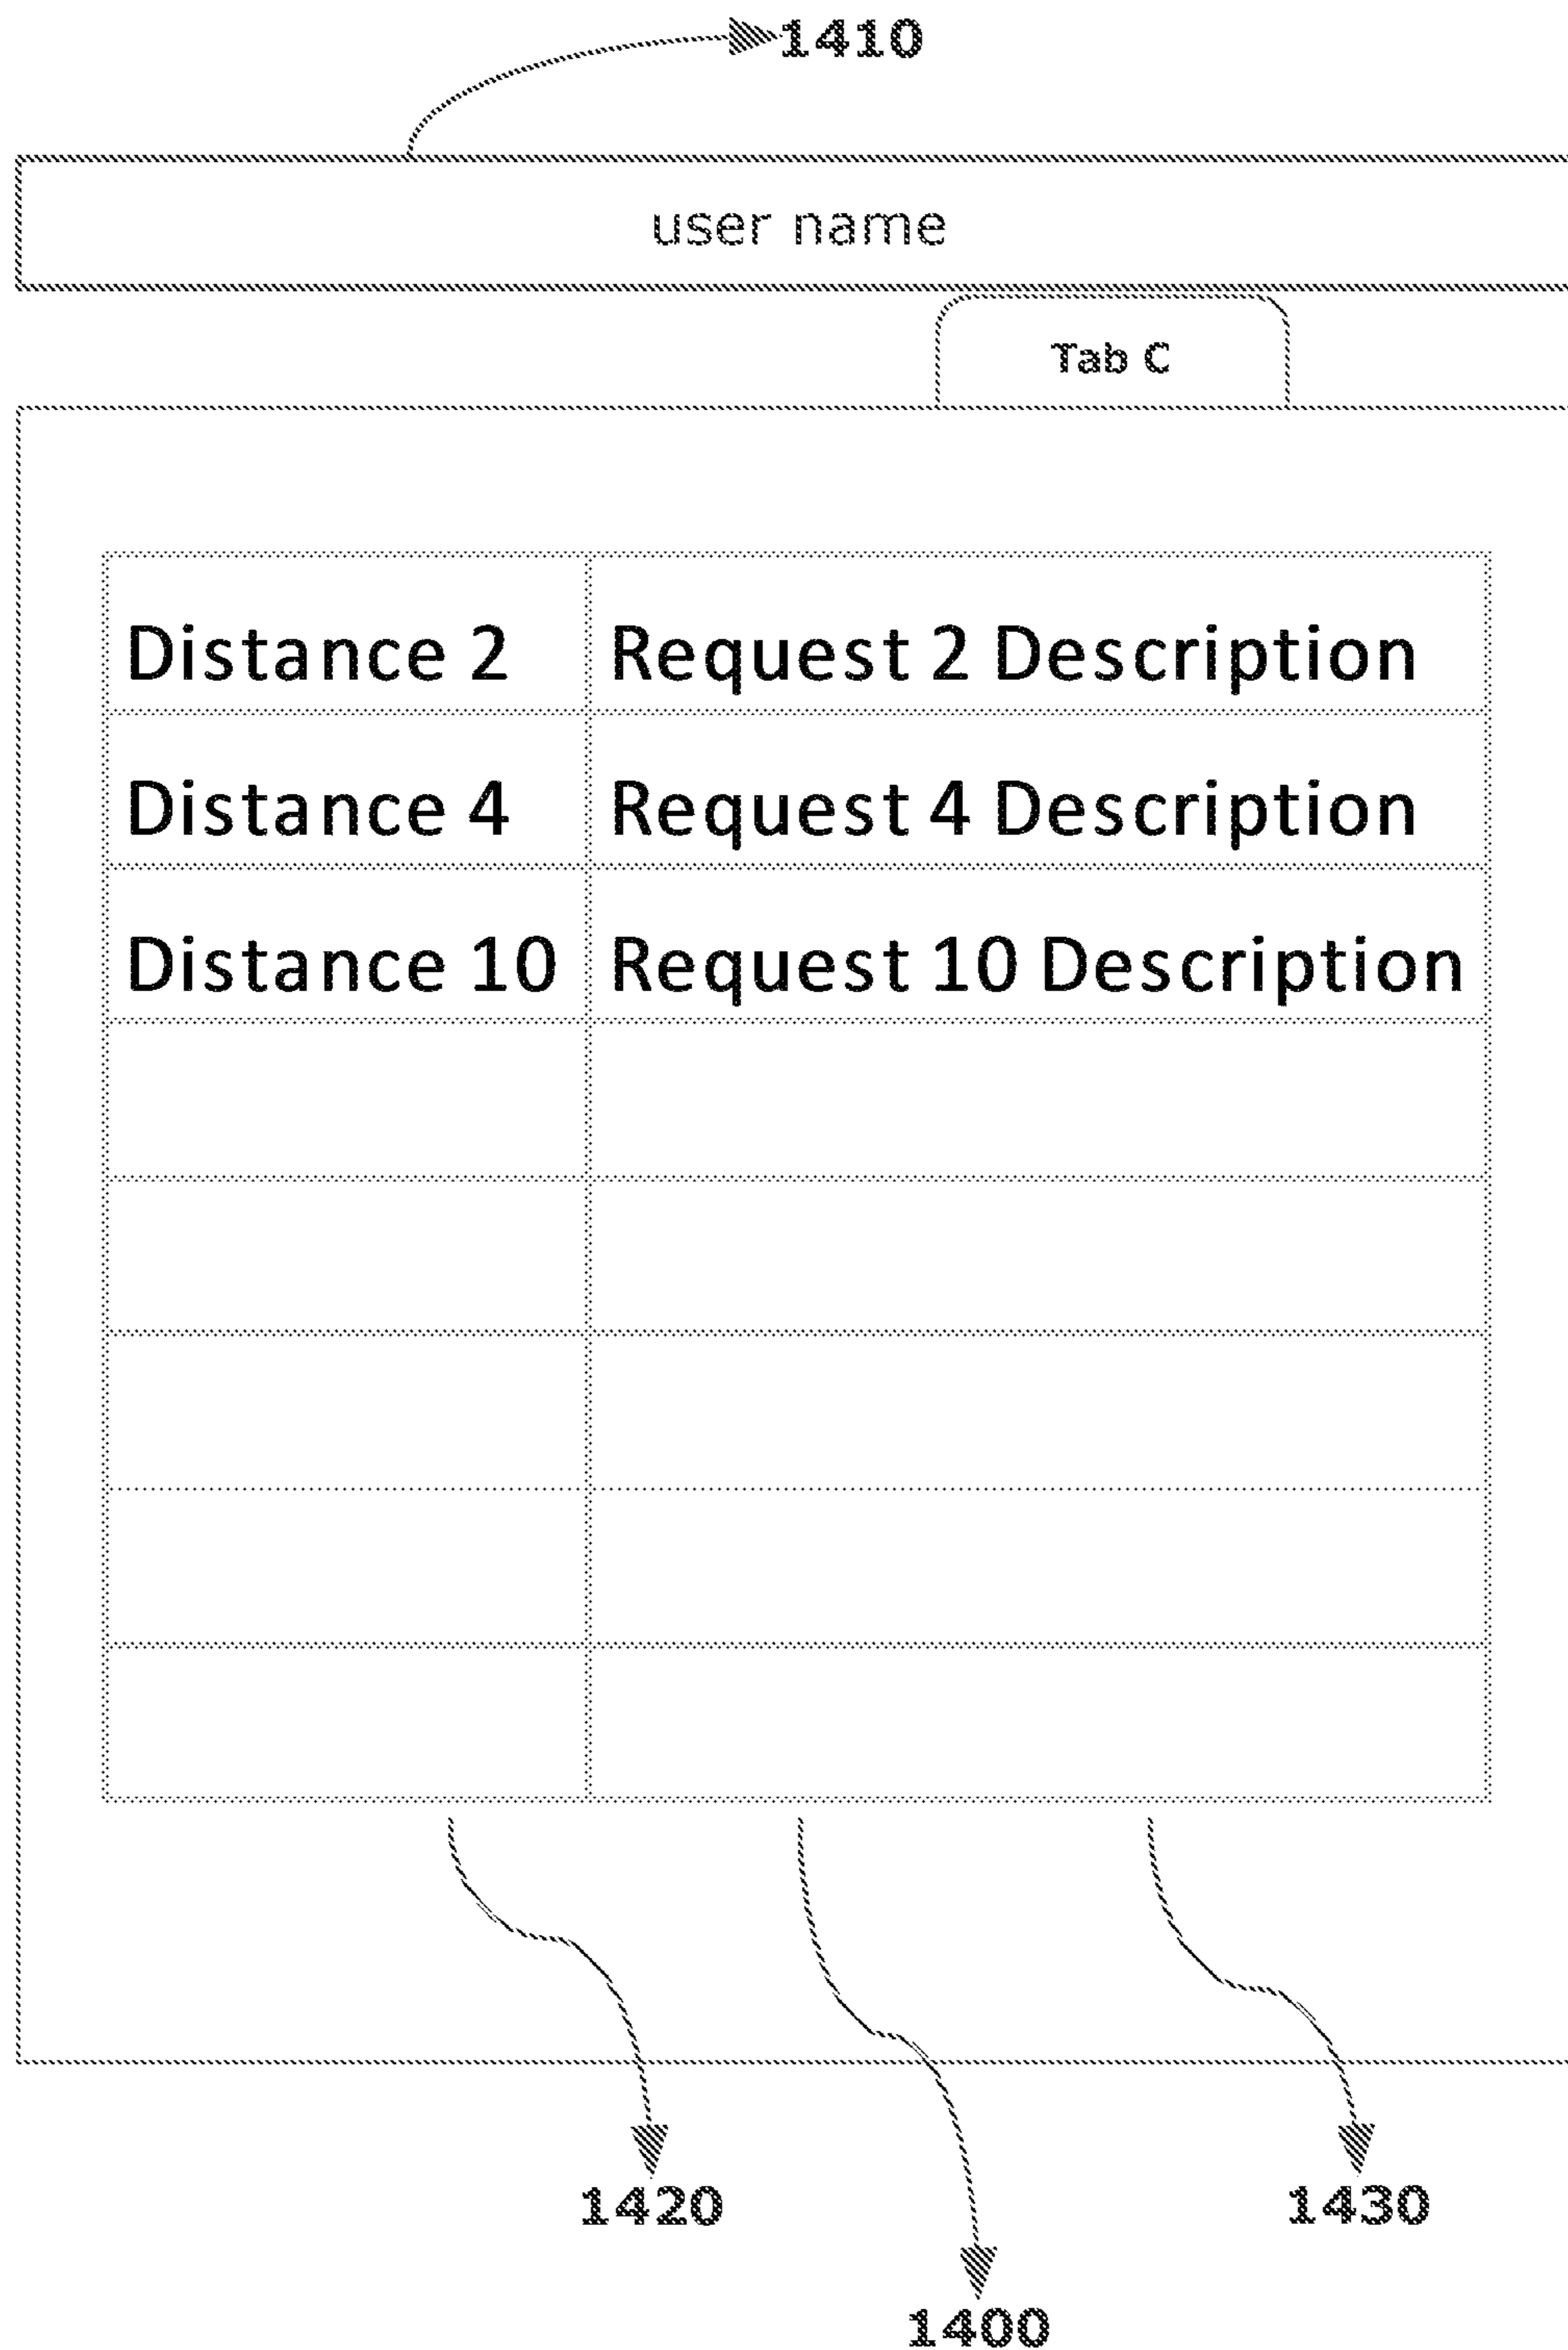 1410
user name
Tab C
Distance 2 Request 2 Description
Distance 4 Request 4 Description
Distance 10 Request 10 Description
1420
1430
1400